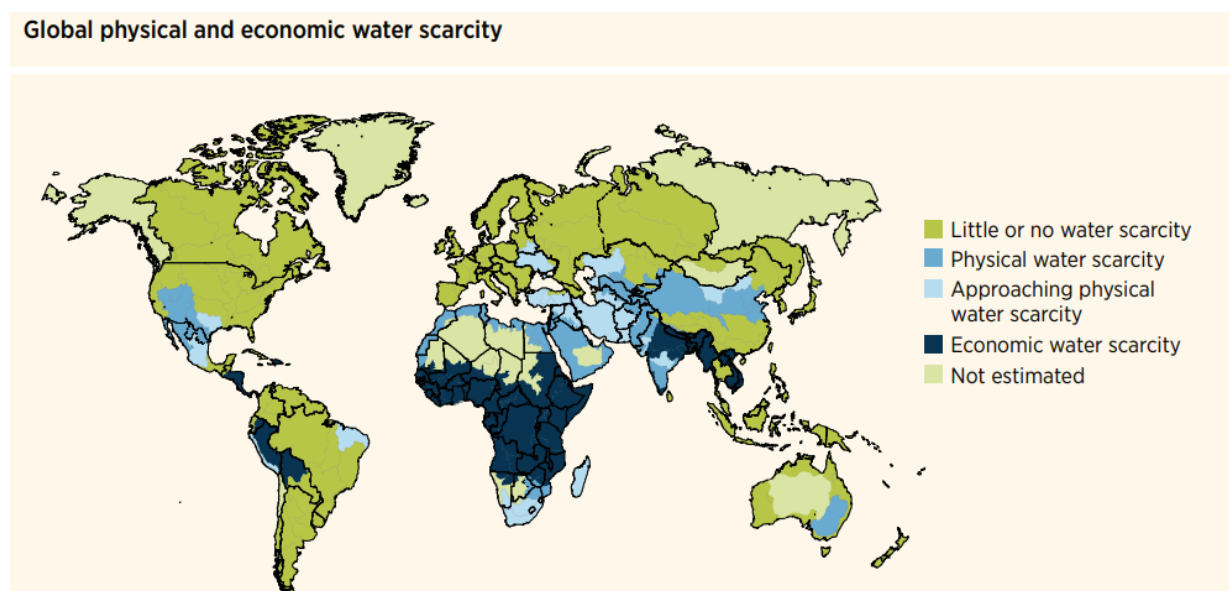 Global physical and economic water scarcity
Little or no water scarcity
Physical water scarcity
Approaching physical
water scarcity
Economic water scarcity
Not estimated